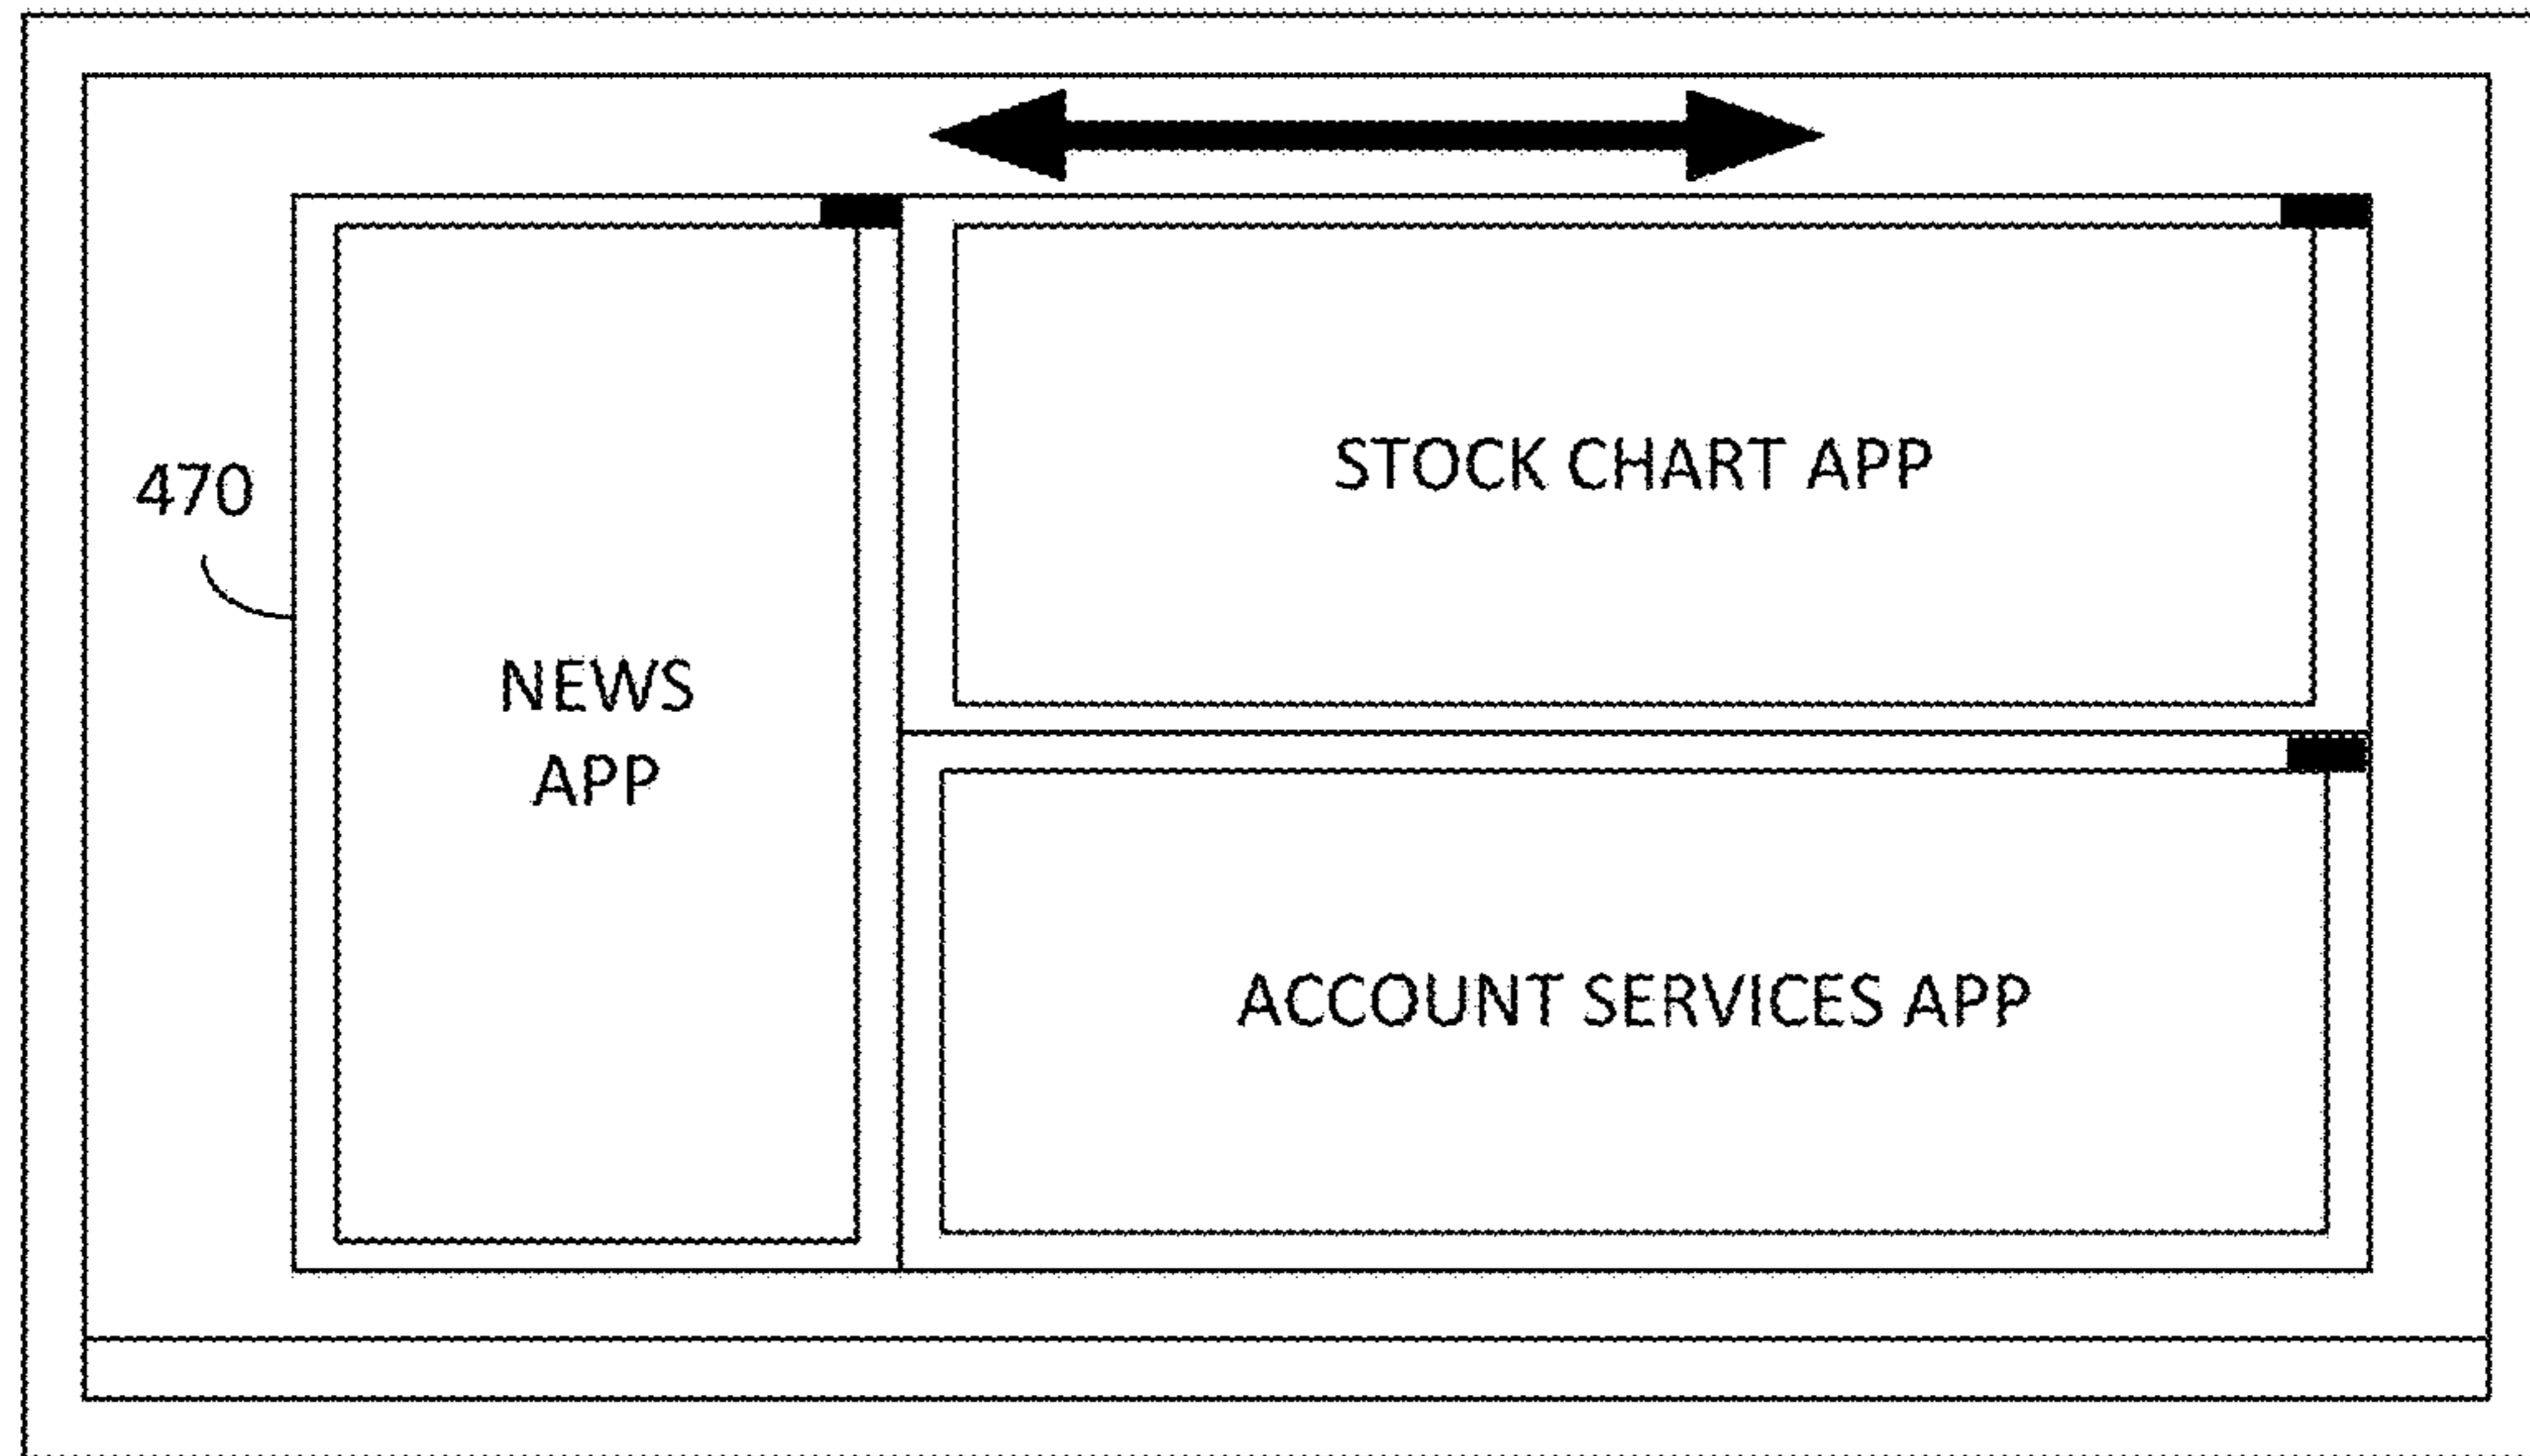 470
NEWS
APP
STOCK CHART APP
ACCOUNT SERVICES APP